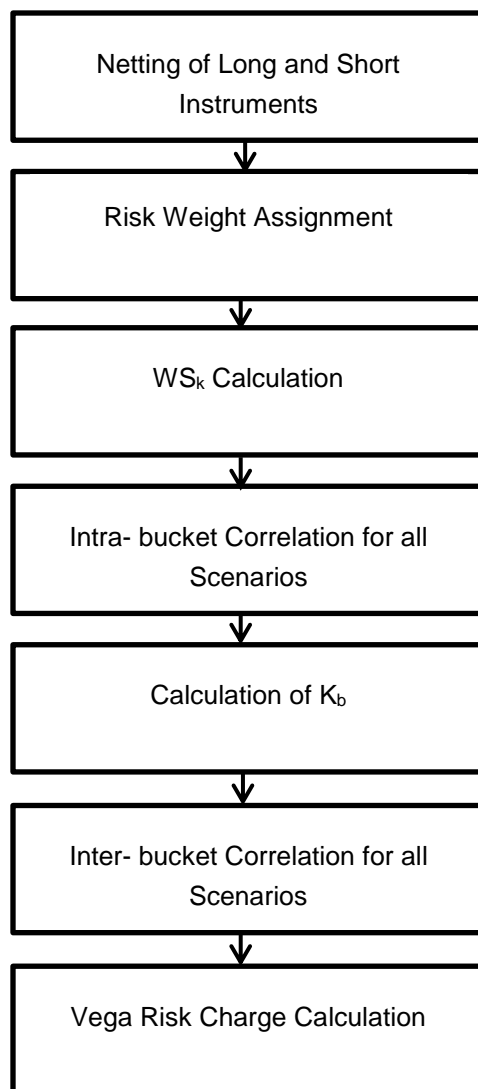 Netting of Long and Short
Instruments
Risk Weight Assignment
WSₖ Calculation
Intra- bucket Correlation for all
Scenarios
Calculation of K_b
Inter- bucket Correlation for all
Scenarios
Vega Risk Charge Calculation